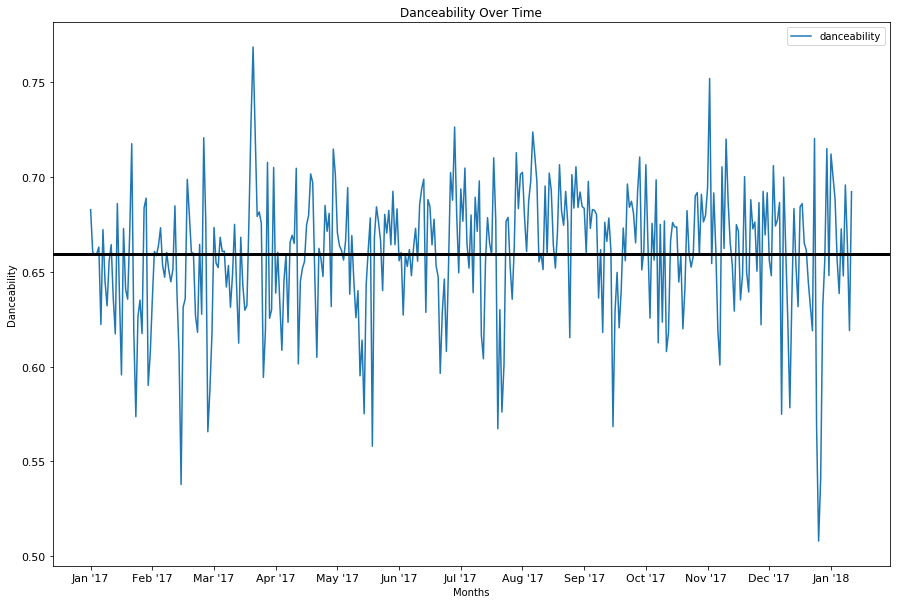 Danceability Over Time
danceability
Danceability
0.75
0.70
0.65
0.60
0.55
0.50
Jan '17 Feb '17 Mar '17 Apr '17 May '17 Jun '17 Jul '17 Aug '17 Sep '17 Oct '17 Nov '17 Dec '17 Jan '18
Months